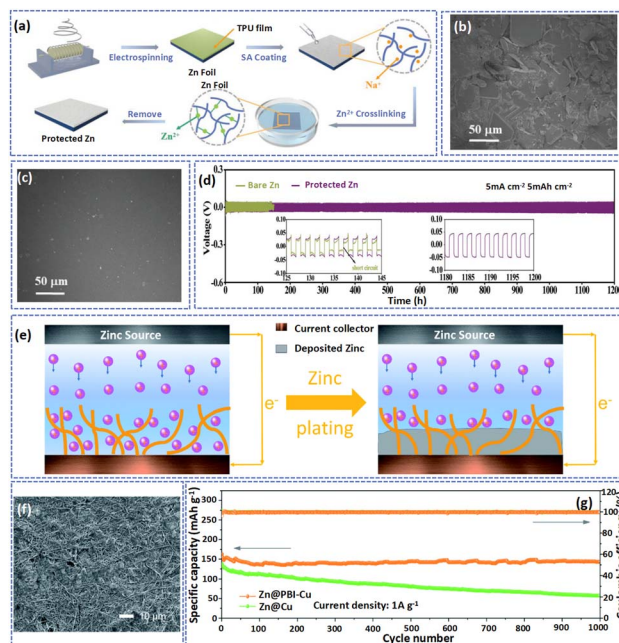 (a)
TPU film
Electrospinning
Zn Foil
Zn Foil
SA Coating
Na⁺
Zn²⁺ Crosslinking
Remove
Protected Zn
Zn²⁺
(b)
50 μm
(c)
50 μm
(d)
Bare Zn
Protected Zn
5mA cm⁻² 5mAh cm⁻²
Voltage (V)
0.3
0.0
-0.3
-0.6
0.10
0.05
0.00
-0.05
-0.10
short circuit
125 130 135 140 145
0.10
0.05
0.00
-0.05
-0.10
1180 1185 1190 1195 1200
0 100 200 300 400 500 600 700 800 900 1000 1100 1200
Time (h)
(e)
Zinc Source
Current collector
Deposited Zinc
Zinc Source
e⁻
Zinc
plating
e⁻
(f)
10 μm
(g)
Specific capacity (mAh g⁻¹)
300
250
200
150
100
50
0
120
100
80
60
40
20
0
Zn@PBI-Cu
Zn@Cu
Current density: 1A g⁻¹
0 100 200 300 400 500 600 700 800 900 1000
Cycle number